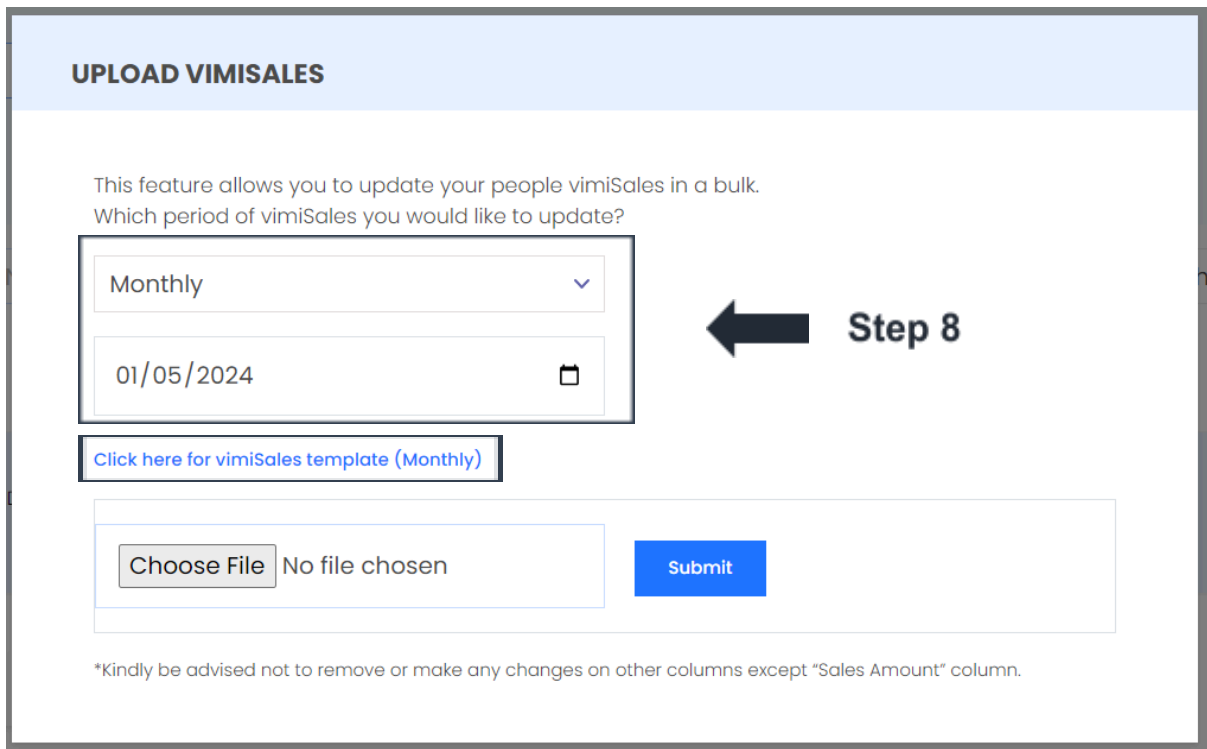 UPLOAD VIMISALES
This feature allows you to update your people vimiSales in a bulk.
Which period of vimiSales you would like to update?
Monthly
01/05/2024
Step 8
Click here for vimiSales template (Monthly)
Choose File No file chosen
Submit
*Kindly be advised not to remove or make any changes on other columns except “Sales Amount” column.